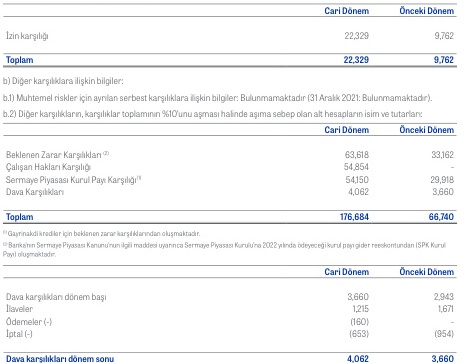 Cari Dönem Önceki Dönem
İzin karşılığı 22,329 9,762
Toplam 22,329 9,762
b) Diğer karşılıklara ilişkin bilgiler:
b.1) Muhtemel riskler için ayrılan serbest karşılıklara ilişkin bilgiler: Bulunmamaktadır (31 Aralık 2021: Bulunmamaktadır).
b.2) Diğer karşılıkların, karşılıklar toplamının %10'unu aşması halinde aşıma sebep olan alt hesapların isim ve tutarları:
Cari Dönem Önceki Dönem
Beklenen Zarar Karşılıkları (2) 63,618 33,162
Çalışan Hakları Karşılığı 54,854 -
Sermaye Piyasası Kurul Payı Karşılığı (1) 54,150 29,918
Dava Karşılıkları 4,062 3,660
Toplam 176,684 66,740
(1) Gayrinakdi krediler için beklenen zarar karşılıklarından oluşmaktadır.
(2) Banka'nın Sermaye Piyasası Kanunu'nun ilgili maddesi uyarınca Sermaye Piyasası Kurulu'na 2022 yılında ödeyeceği kurul payı gider reeskontundan (SPK Kurul
Payı) oluşmaktadır.
Cari Dönem Önceki Dönem
Dava karşılıkları dönem başı 3,660 2,943
İlaveler 1,215 1,671
Ödemeler (-) (160) -
İptal (-) (653) (954)
Dava karşılıkları dönem sonu 4,062 3,660